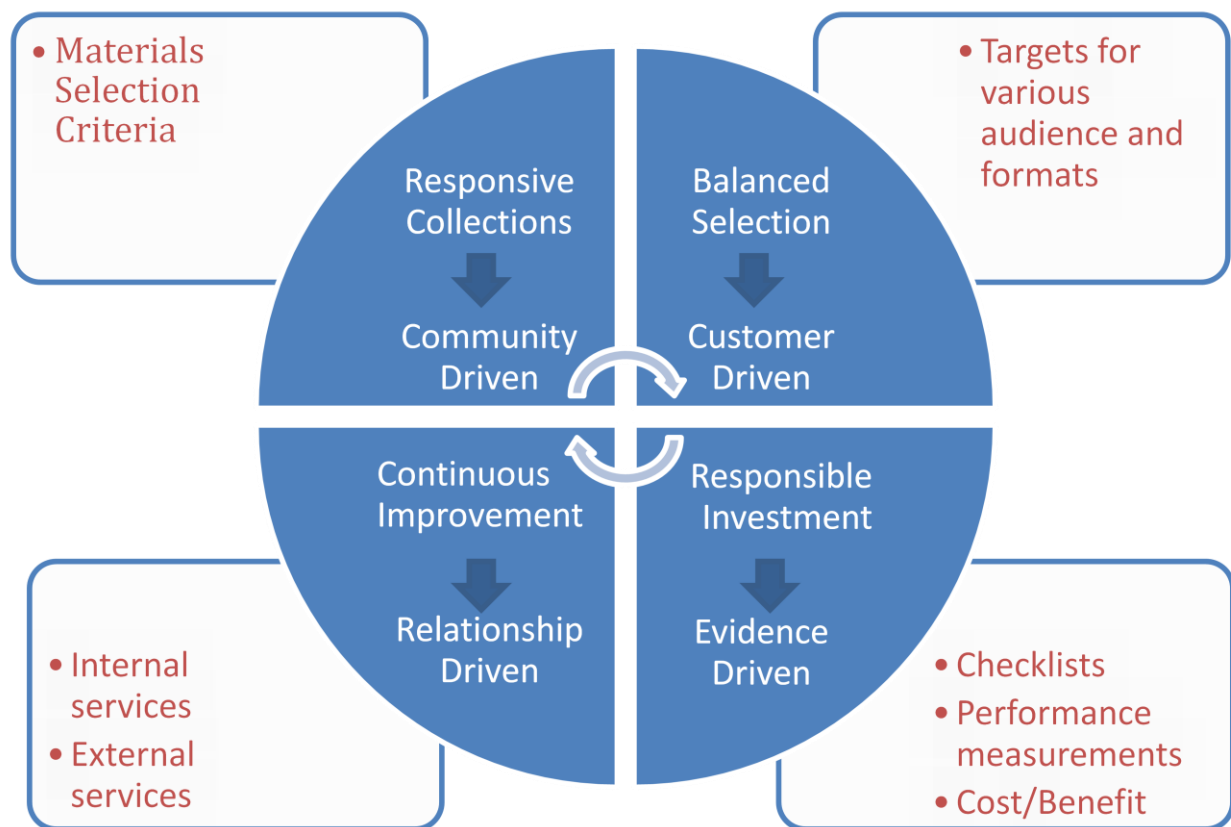 • Materials
Selection
Criteria
• Targets for
various
audience and
formats
Responsive
Collections
Community
Driven
Balanced
Selection
Customer
Driven
Continuous
Improvement
Relationship
Driven
Responsible
Investment
Evidence
Driven
• Internal
services
• External
services
• Checklists
• Performance
measurements
• Cost/Benefit